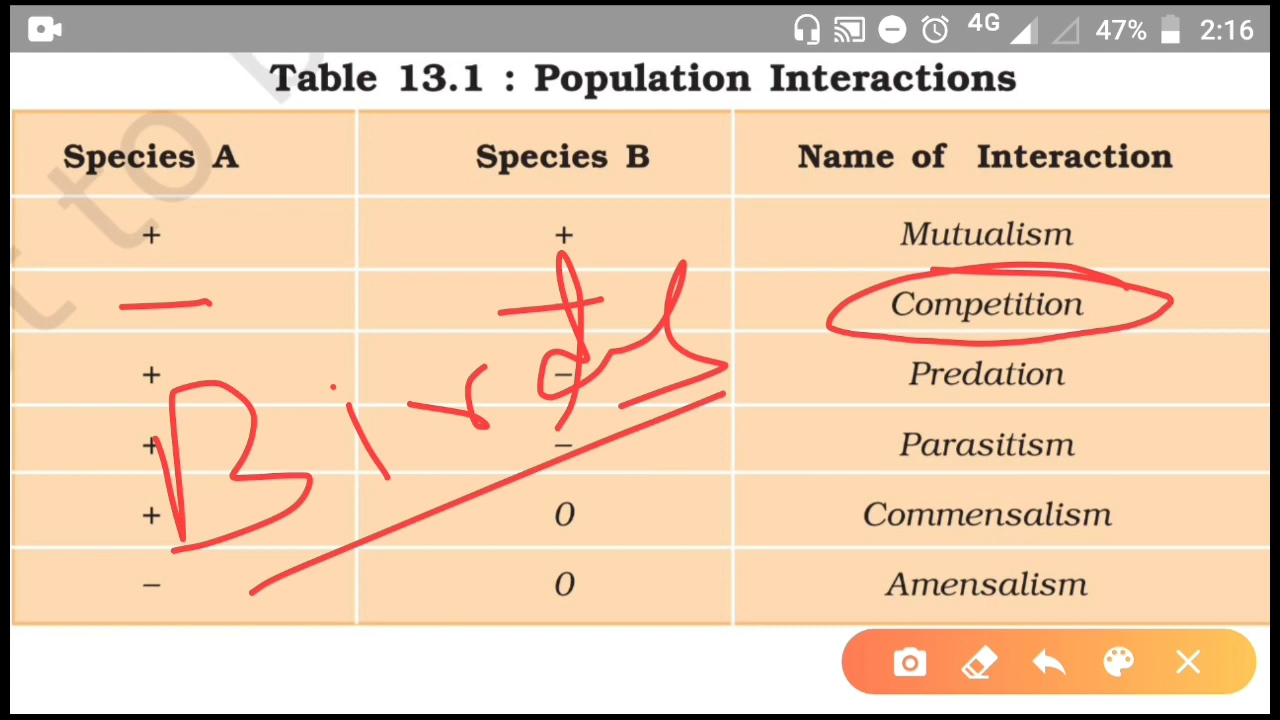 4G 47% 2:16
Table 13.1 : Population Interactions
Species A Species B Name of Interaction
+ + Mutualism
– – Competition
+ – Predation
+ – Parasitism
+ 0 Commensalism
– 0 Amensalism
Birds